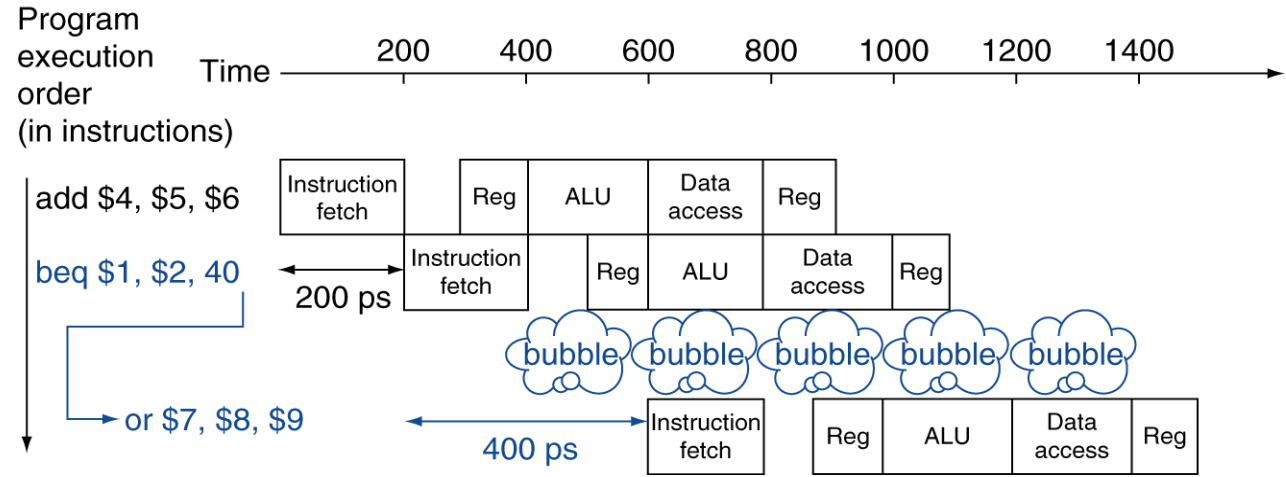 Program
execution
order
(in instructions)
Time
200 400 600 800 1000 1200 1400
add $4, $5, $6
Instruction
fetch
Reg
ALU
Data
access
Reg
beq $1, $2, 40
200 ps
Instruction
fetch
Reg
ALU
Data
access
Reg
bubble bubble bubble bubble bubble
or $7, $8, $9
400 ps
Instruction
fetch
Reg
ALU
Data
access
Reg